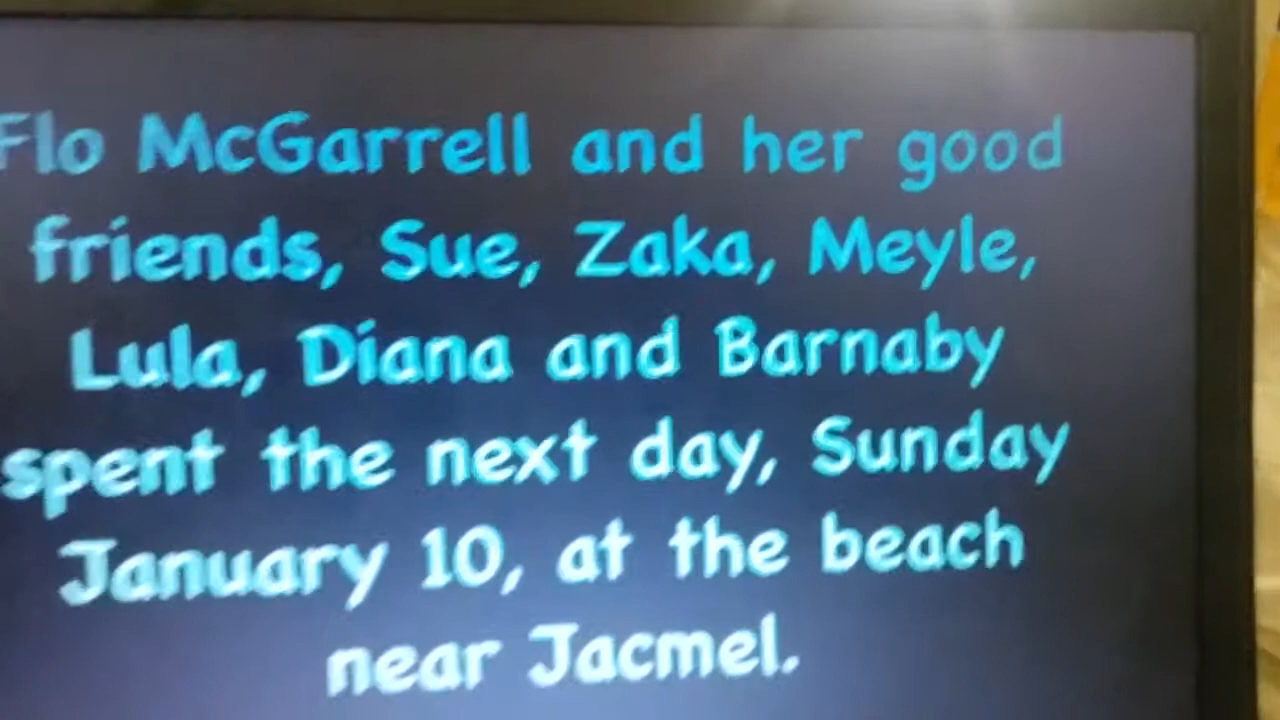 Flo McGarrell and her good
friends, Sue, Zaka, Meyle,
Lula, Diana and Barnaby
spent the next day, Sunday
January 10, at the beach
near Jacmel.